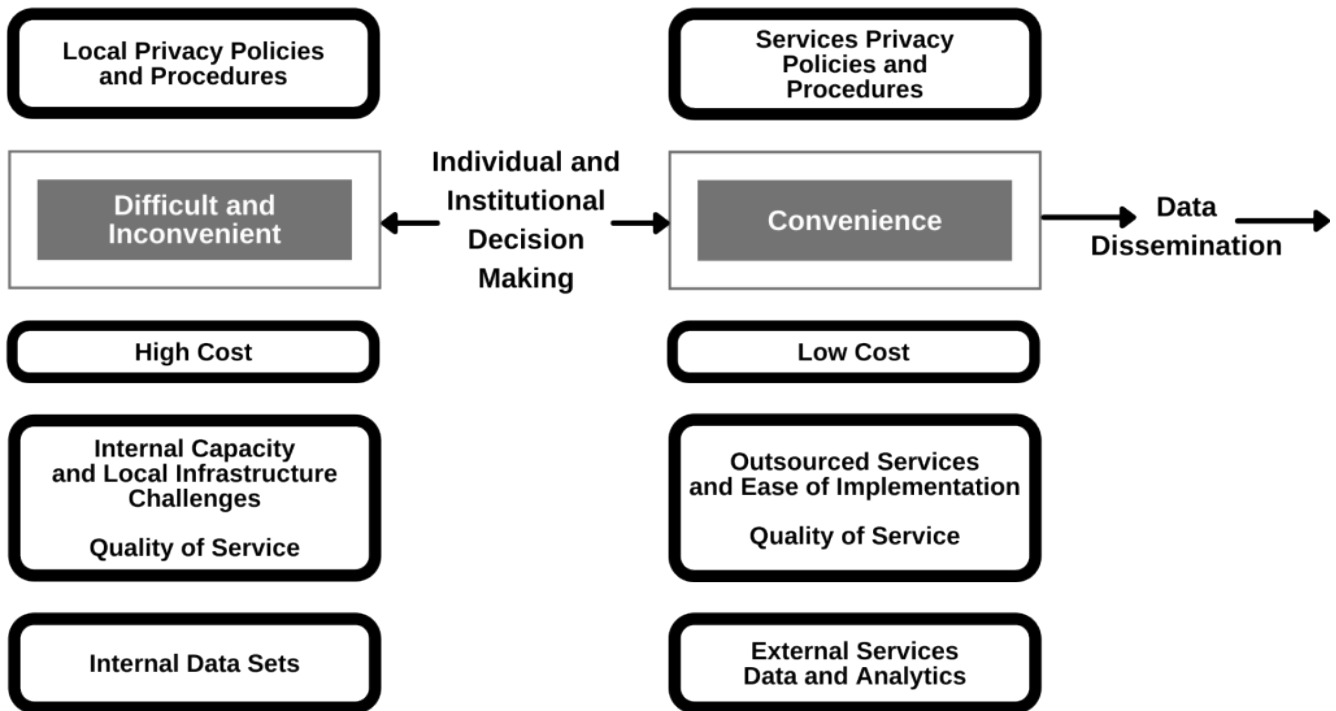 Local Privacy Policies
and Procedures
Services Privacy
Policies and
Procedures
Difficult and
Inconvenient
Individual and
Institutional
Decision
Making
Convenience
Data
Dissemination
High Cost
Low Cost
Internal Capacity
and Local Infrastructure
Challenges
Quality of Service
Outsourced Services
and Ease of Implementation
Quality of Service
Internal Data Sets
External Services
Data and Analytics